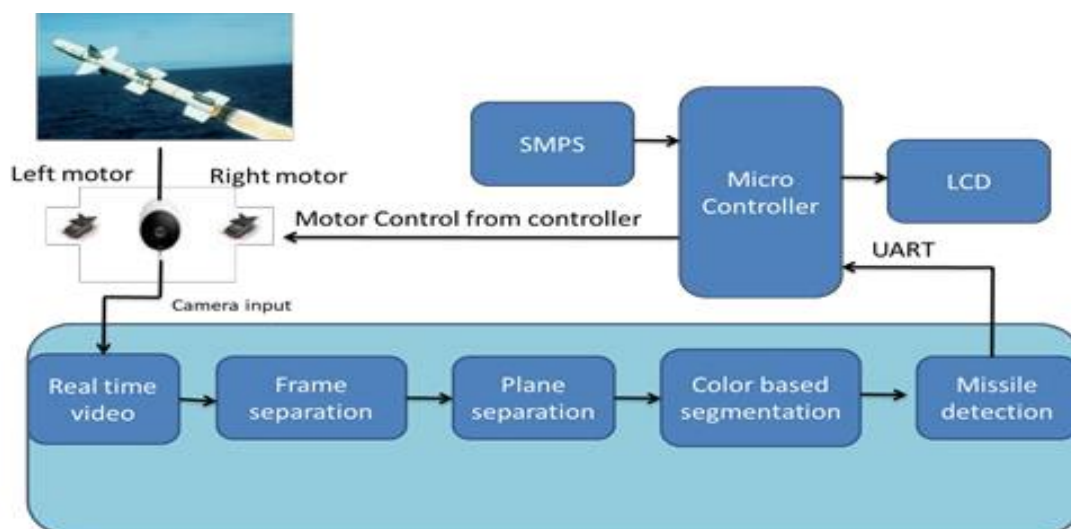 SMPS
Micro
Controller
LCD
Left motor
Right motor
Motor Control from controller
UART
Camera input
Real time
video
Frame
separation
Plane
separation
Color based
segmentation
Missile
detection